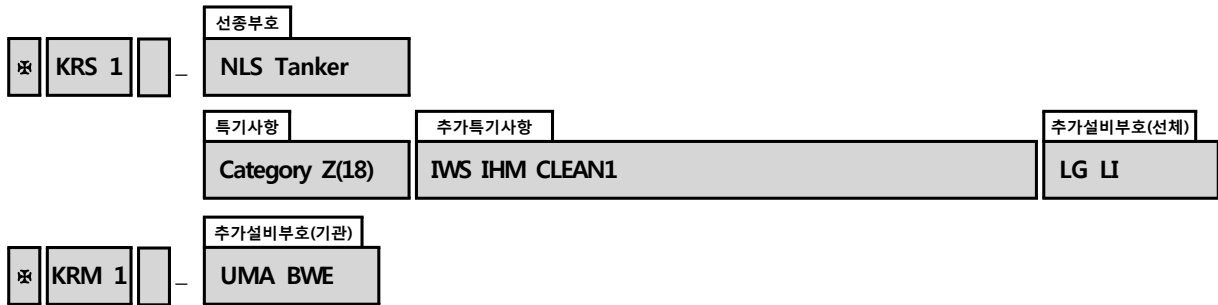 선종부호
✠ KRS 1 – NLS Tanker
특기사항 추가특기사항 추가설비부호(선체)
Category Z(18) IWS IHM CLEAN1 LG LI
추가설비부호(기관)
✠ KRM 1 – UMA BWE